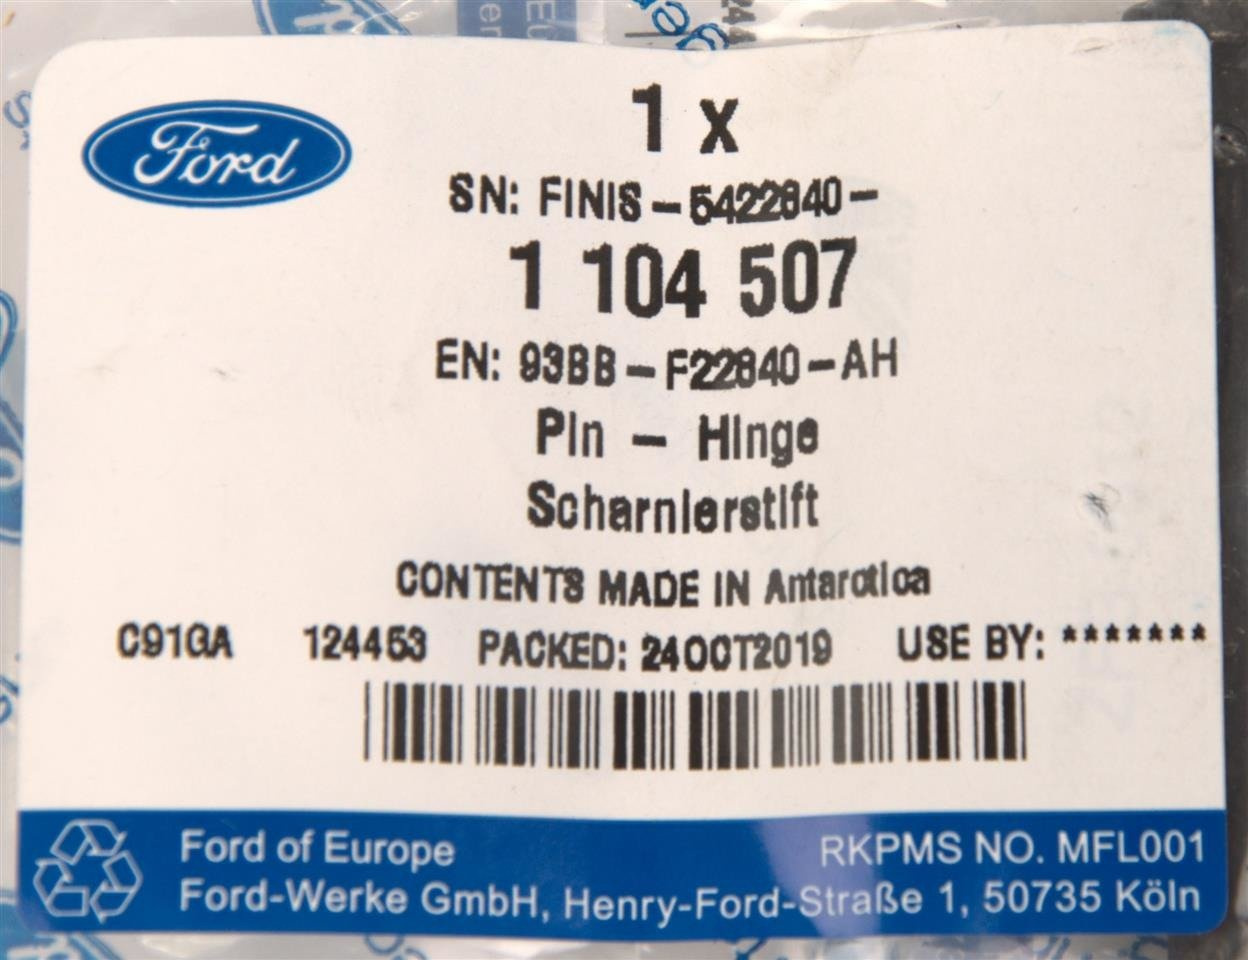 Ford
1 x
SN: FINIS-5422840-
1 104 507
EN: 93BB-F22840-AH
Pin - Hinge
Scharnierstift
CONTENTS MADE IN Antarctica
C91GA 124453 PACKED: 24OCT2019 USE BY: *******
Ford of Europe RKPMS NO. MFL001
Ford-Werke GmbH, Henry-Ford-Straße 1, 50735 Köln